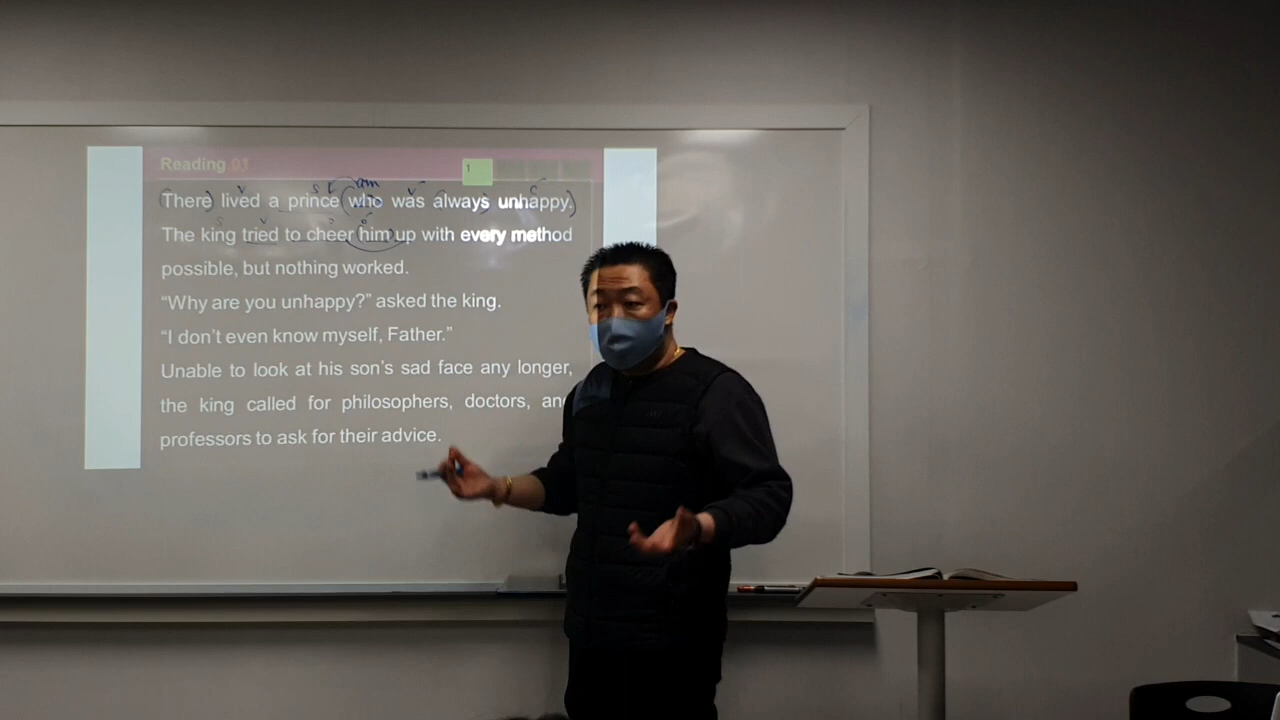 Reading 03
1
There lived a prince who was always unhappy.
The king tried to cheer him up with every method
possible, but nothing worked.
“Why are you unhappy?” asked the king.
“I don’t even know myself, Father.”
Unable to look at his son’s sad face any longer,
the king called for philosophers, doctors, and
professors to ask for their advice.